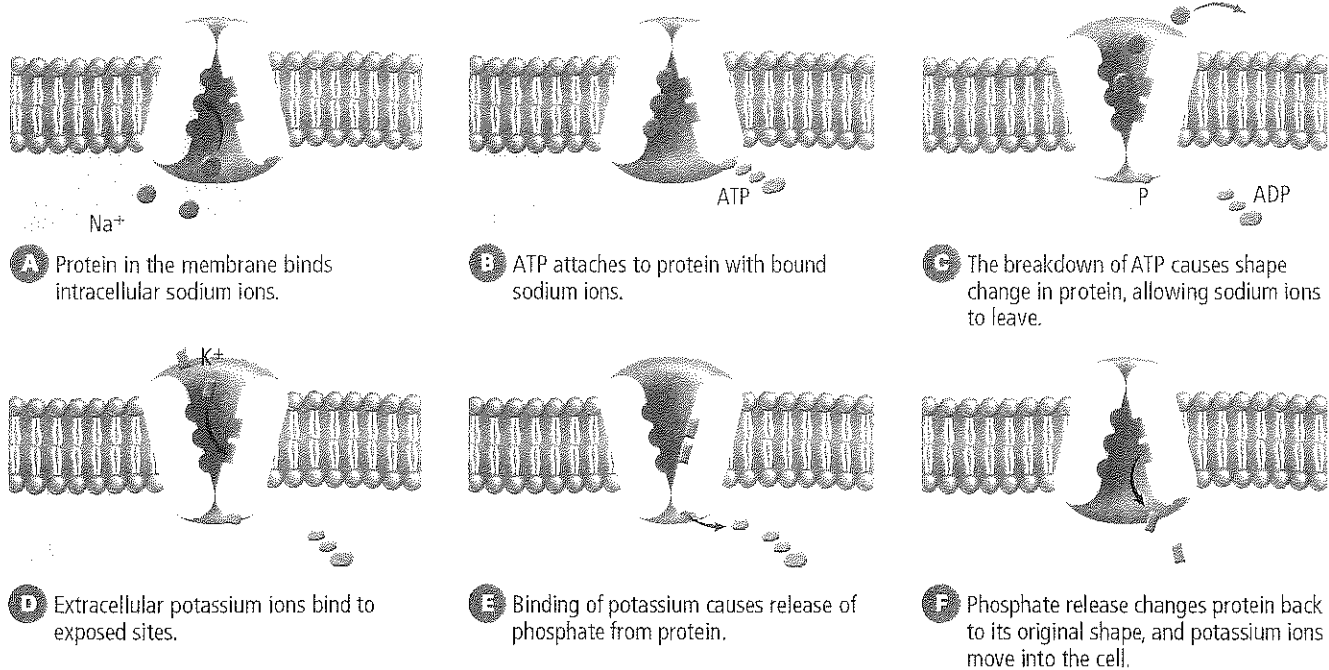 Na+
A Protein in the membrane binds
intracellular sodium ions.
ATP
B ATP attaches to protein with bound
sodium ions.
P
ADP
C The breakdown of ATP causes shape
change in protein, allowing sodium ions
to leave.
K+
D Extracellular potassium ions bind to
exposed sites.
E Binding of potassium causes release of
phosphate from protein.
F Phosphate release changes protein back
to its original shape, and potassium ions
move into the cell.